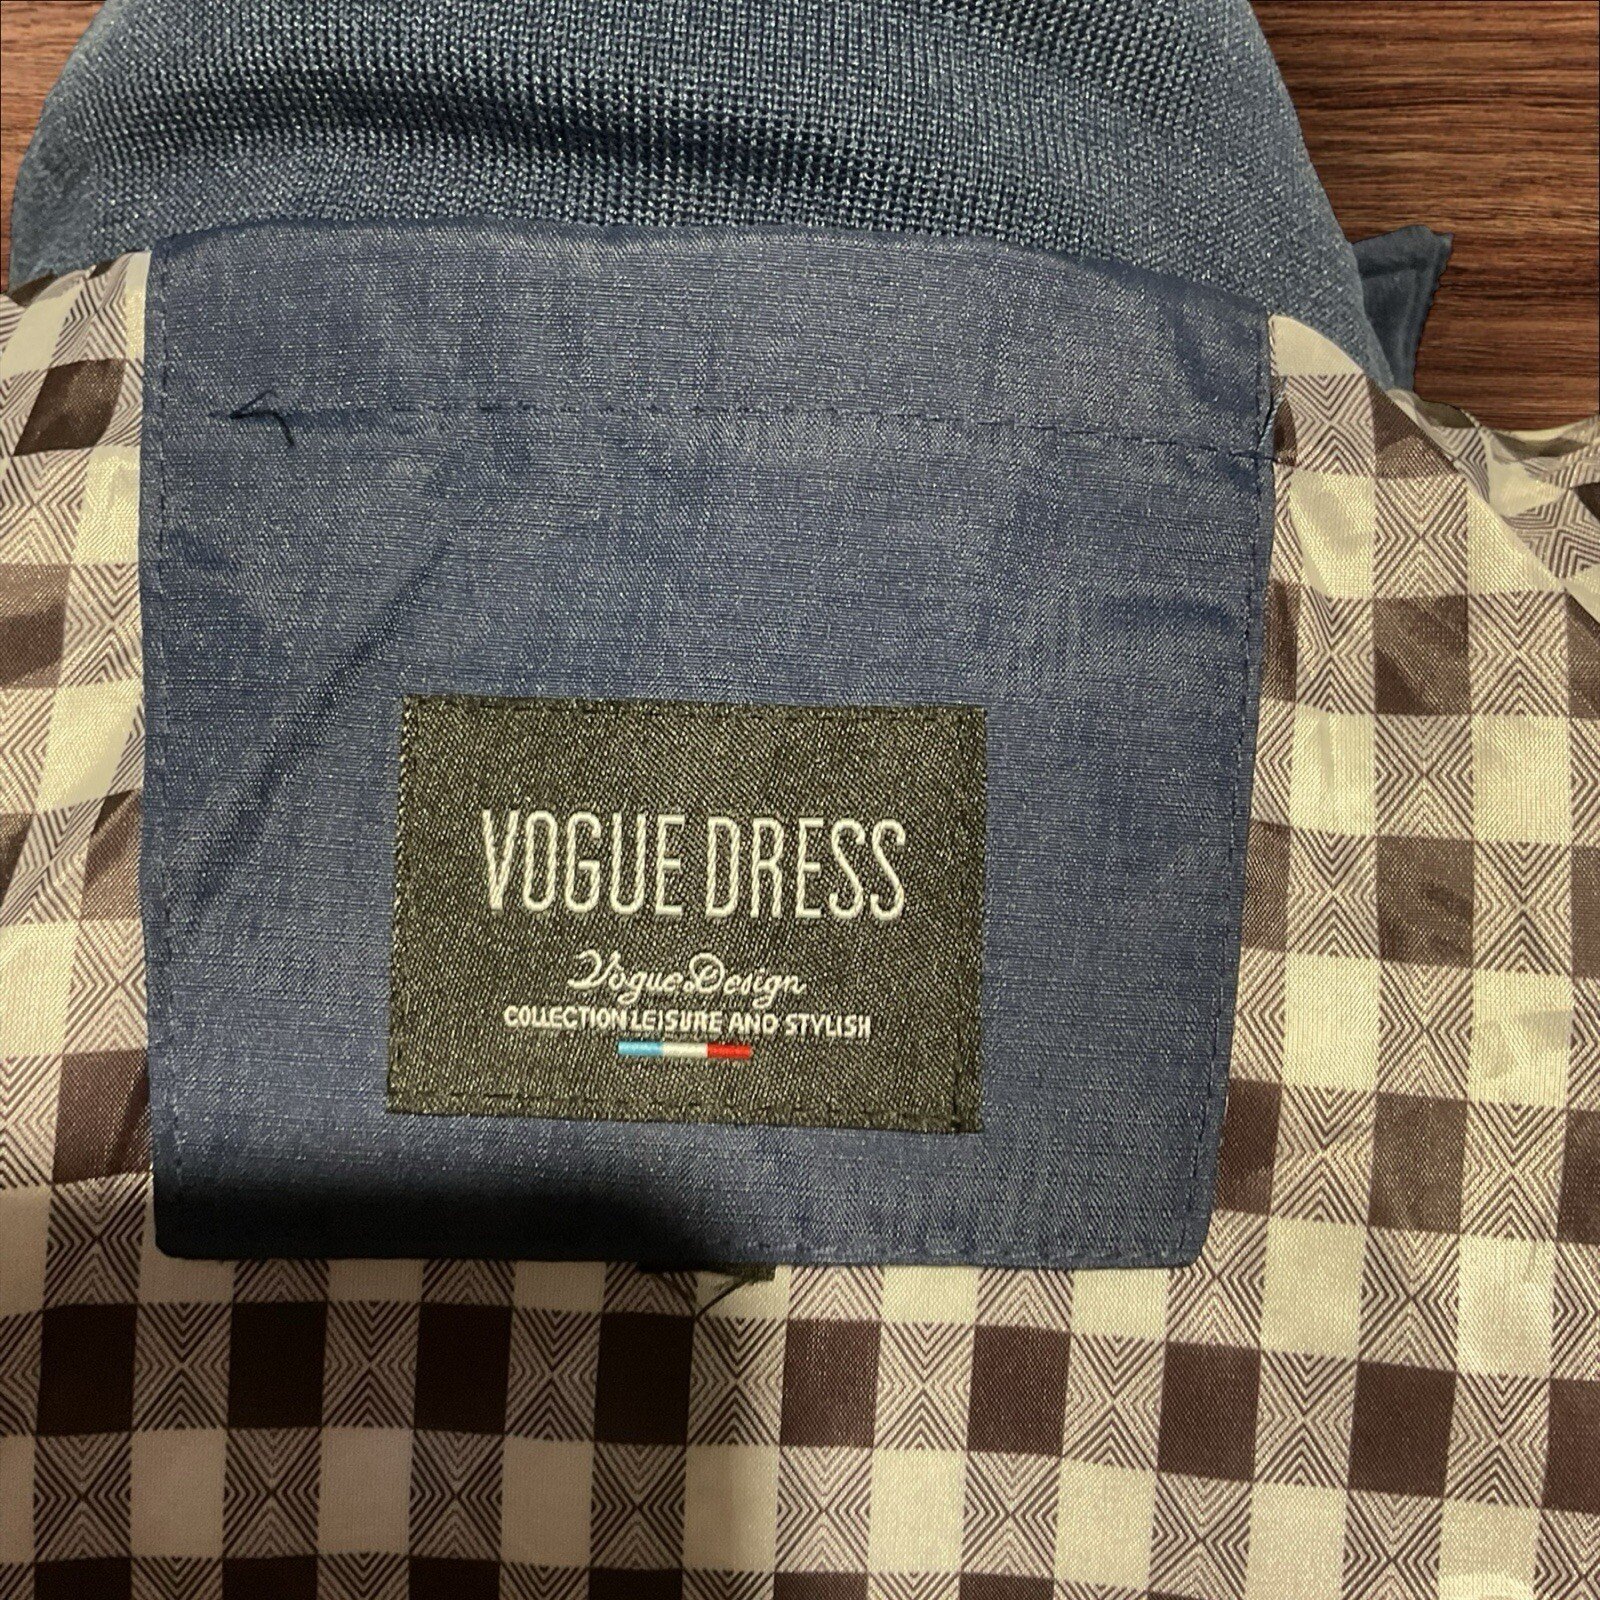 VOGUE DRESS
Vogue Design
COLLECTION LEISURE AND STYLISH